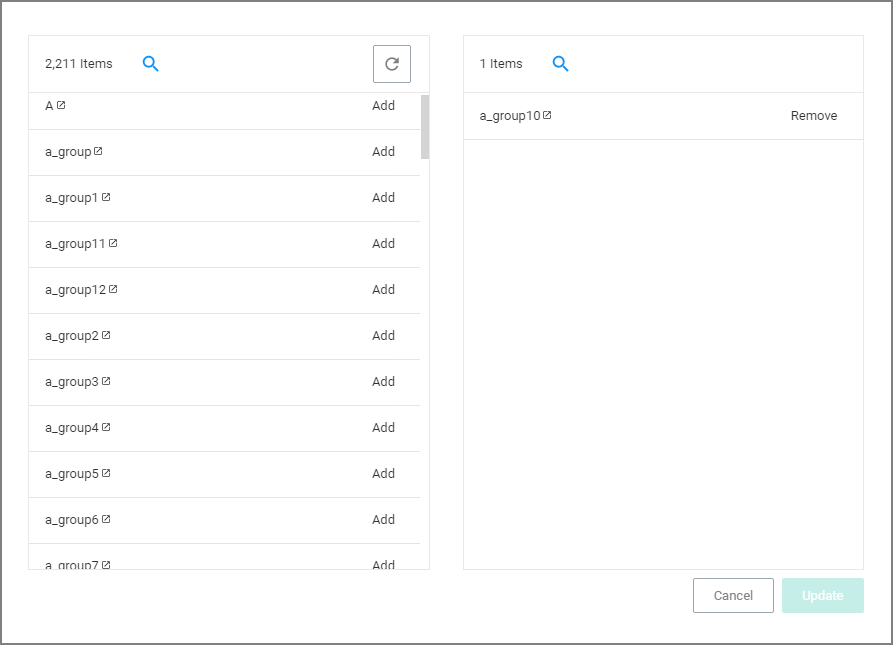 2,211 Items
A Add
a_group Add
a_group1 Add
a_group11 Add
a_group12 Add
a_group2 Add
a_group3 Add
a_group4 Add
a_group5 Add
a_group6 Add
a_group7 Add
1 Items
a_group10 Remove
Cancel Update